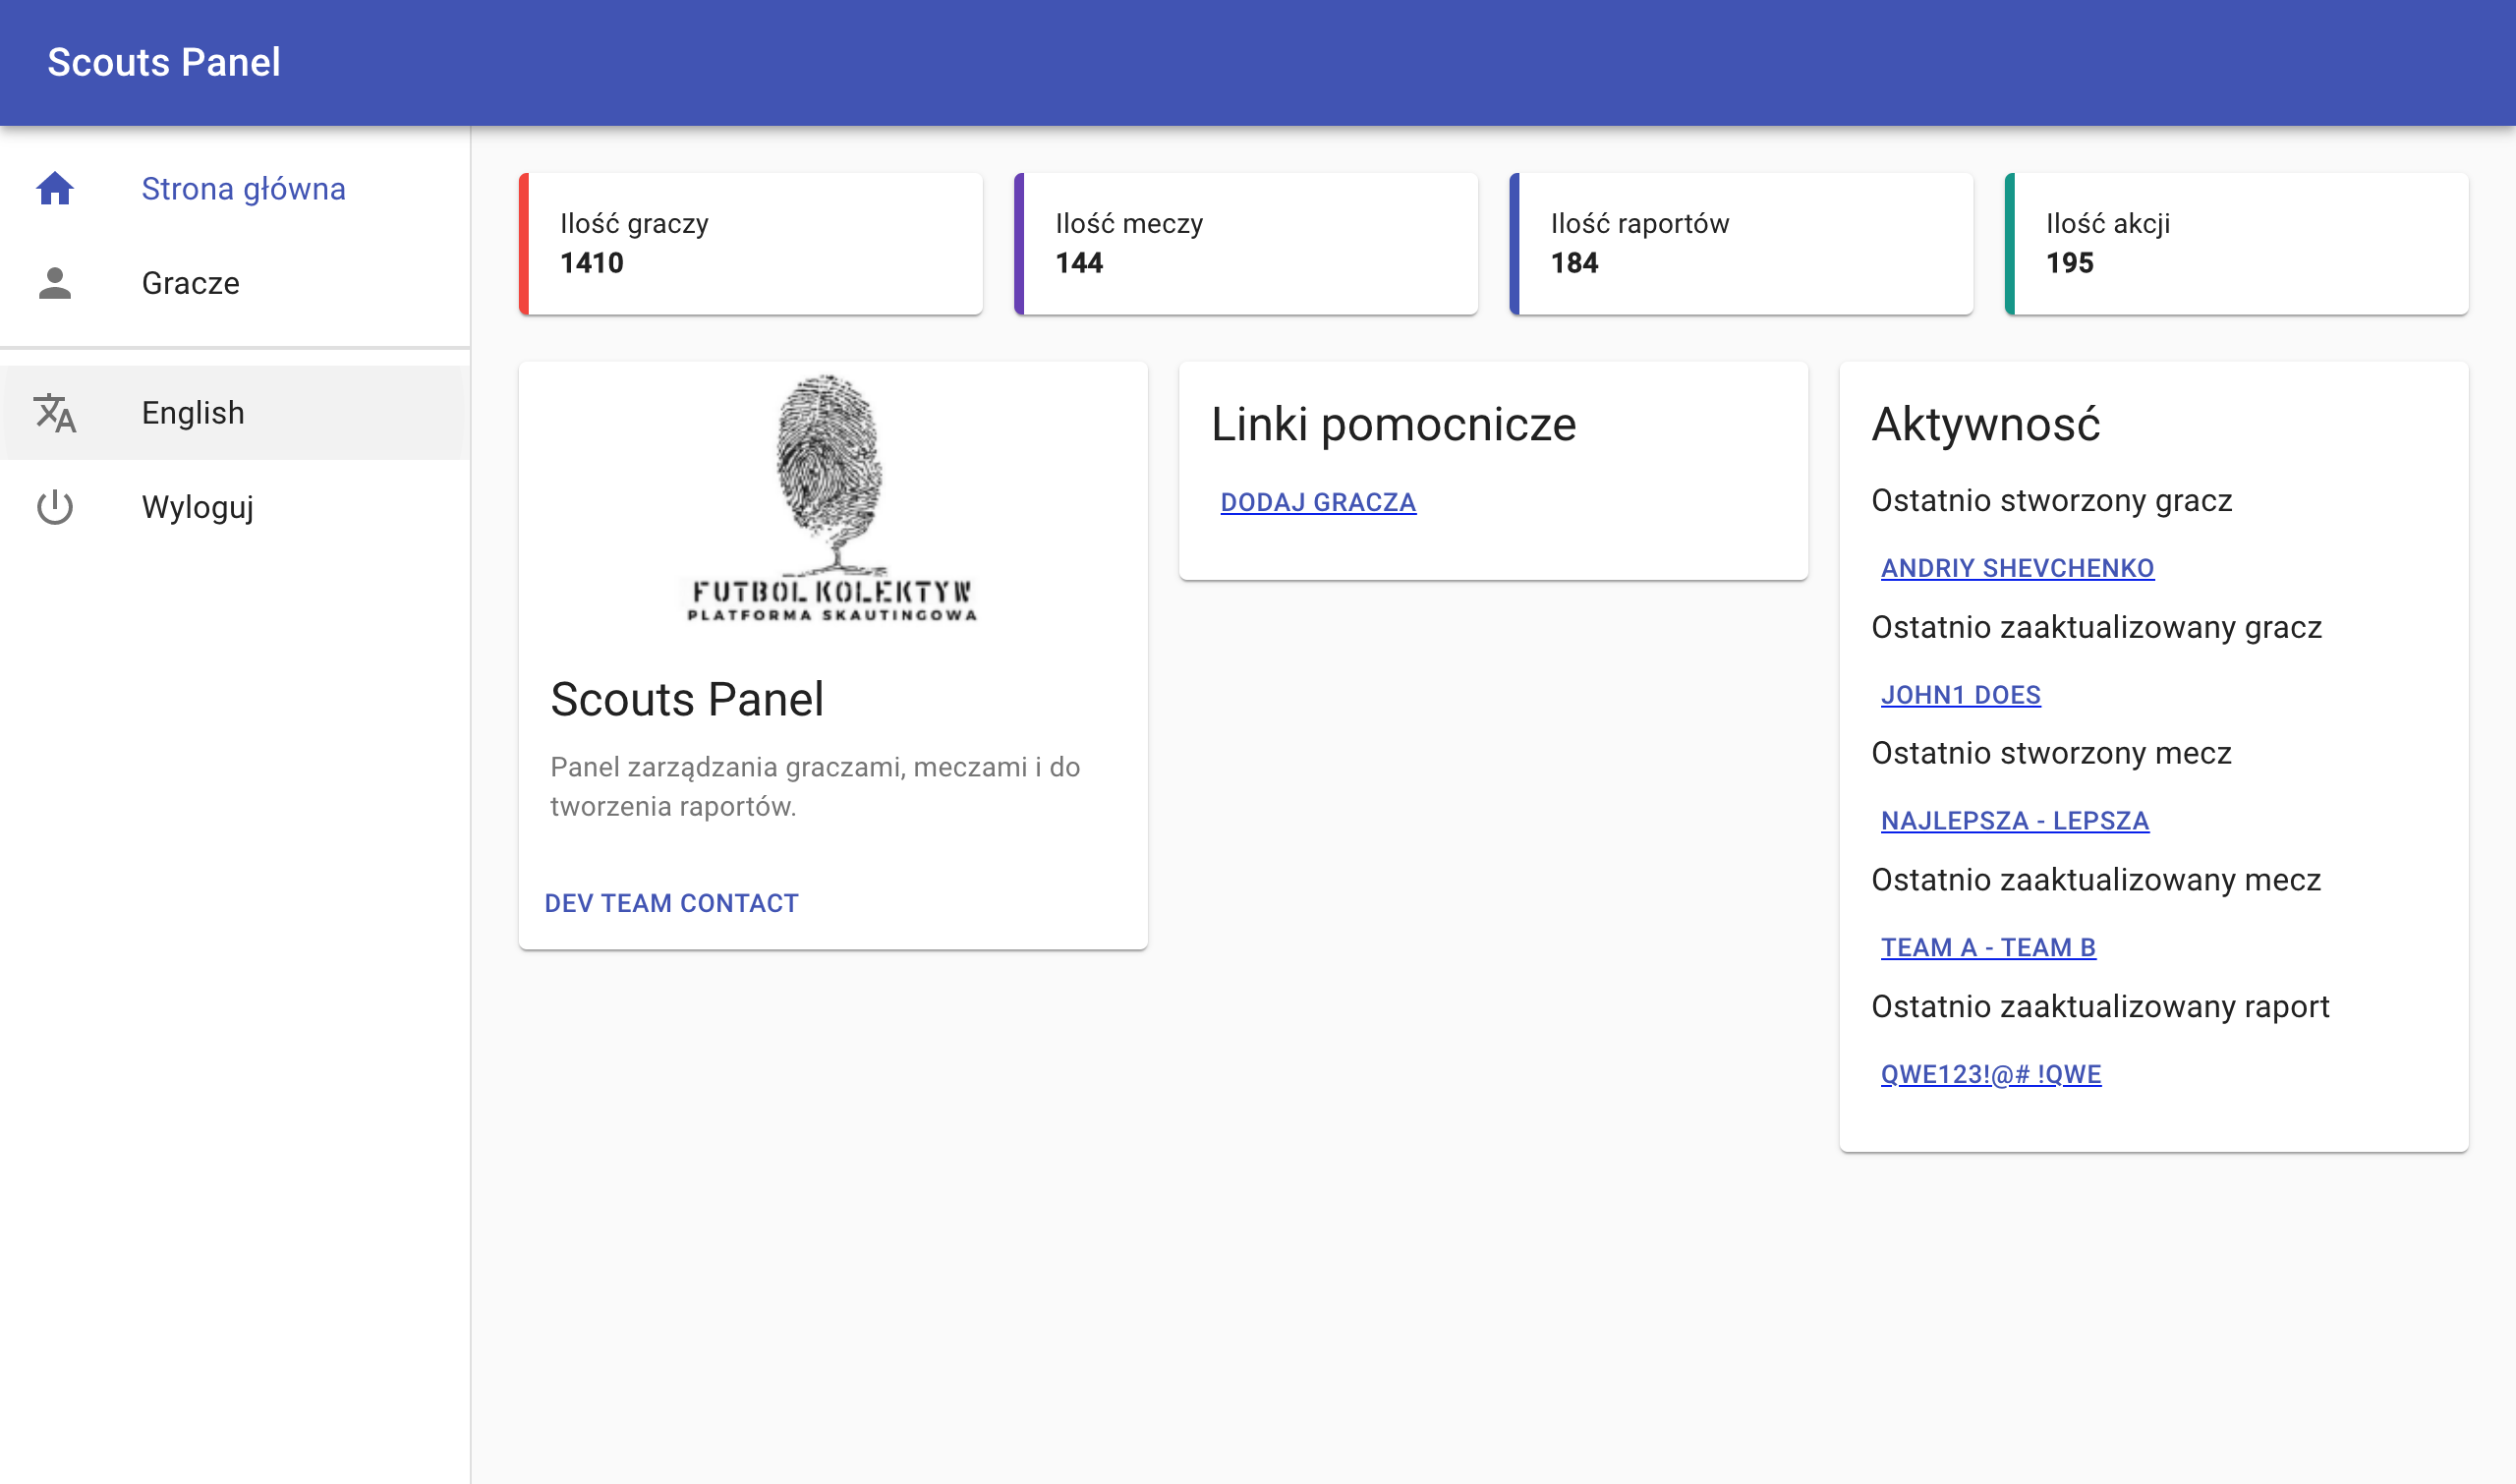 Scouts Panel
Strona główna
Gracze
English
Wyloguj
Ilość graczy
1410
Ilość meczy
144
Ilość raportów
184
Ilość akcji
195
FUTBOL KOLEKTYW
PLATFORMA SKAUTINGOWA
Scouts Panel
Panel zarządzania graczami, meczami i do
tworzenia raportów.
DEV TEAM CONTACT
Linki pomocnicze
DODAJ GRACZA
Aktywnosć
Ostatnio stworzony gracz
ANDRIY SHEVCHENKO
Ostatnio zaaktualizowany gracz
JOHN1 DOES
Ostatnio stworzony mecz
NAJLEPSZA - LEPSZA
Ostatnio zaaktualizowany mecz
TEAM A - TEAM B
Ostatnio zaaktualizowany raport
QWE123!@# !QWE